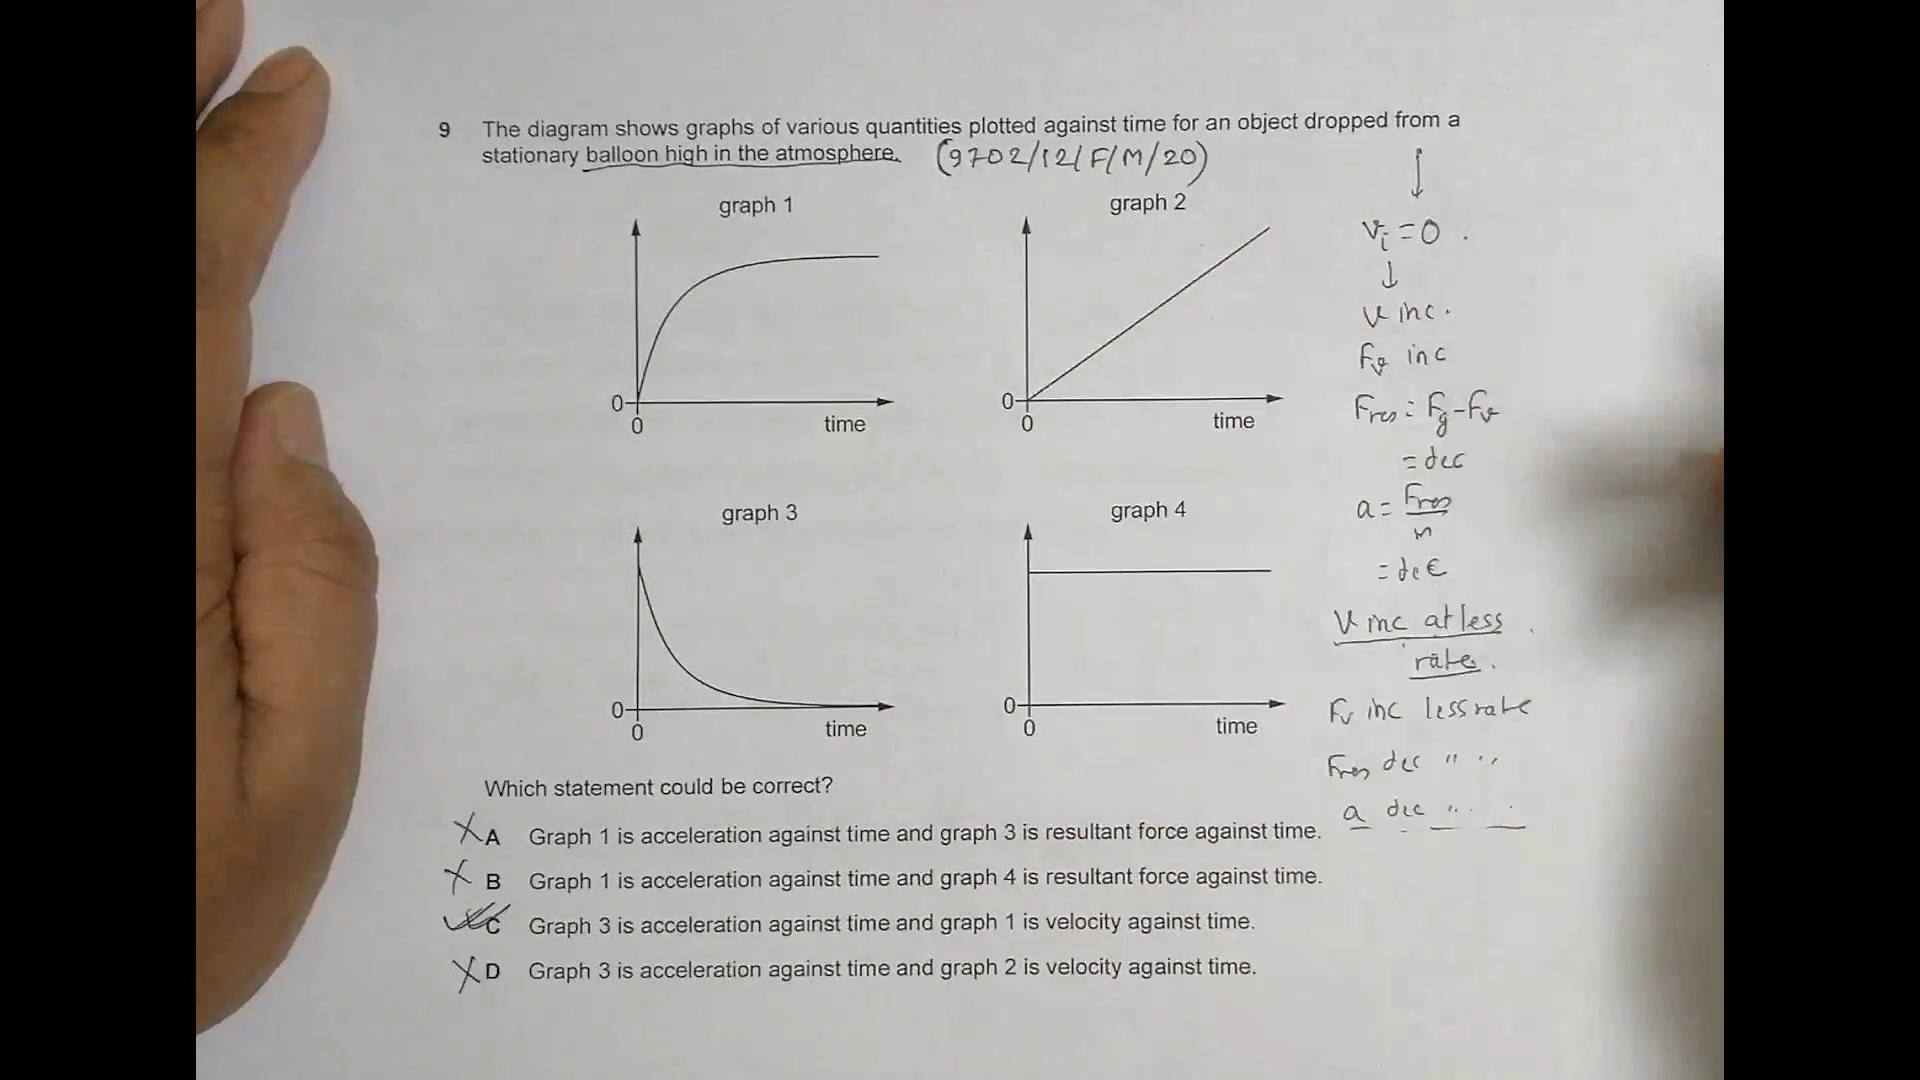 9 The diagram shows graphs of various quantities plotted against time for an object dropped from a
stationary balloon high in the atmosphere. (9702/12/F/M/20)
graph 1
graph 2
0
0
time
0
0
time
graph 3
graph 4
0
0
time
0
0
time
Vi = 0 .
V inc.
Fv inc
Fres = Fg - Fv
= dec
a = Fres
m
= dec
V inc at less
rate.
Fv inc less rate
Fres dec " "
a dec " "
Which statement could be correct?
A Graph 1 is acceleration against time and graph 3 is resultant force against time.
B Graph 1 is acceleration against time and graph 4 is resultant force against time.
C Graph 3 is acceleration against time and graph 1 is velocity against time.
D Graph 3 is acceleration against time and graph 2 is velocity against time.